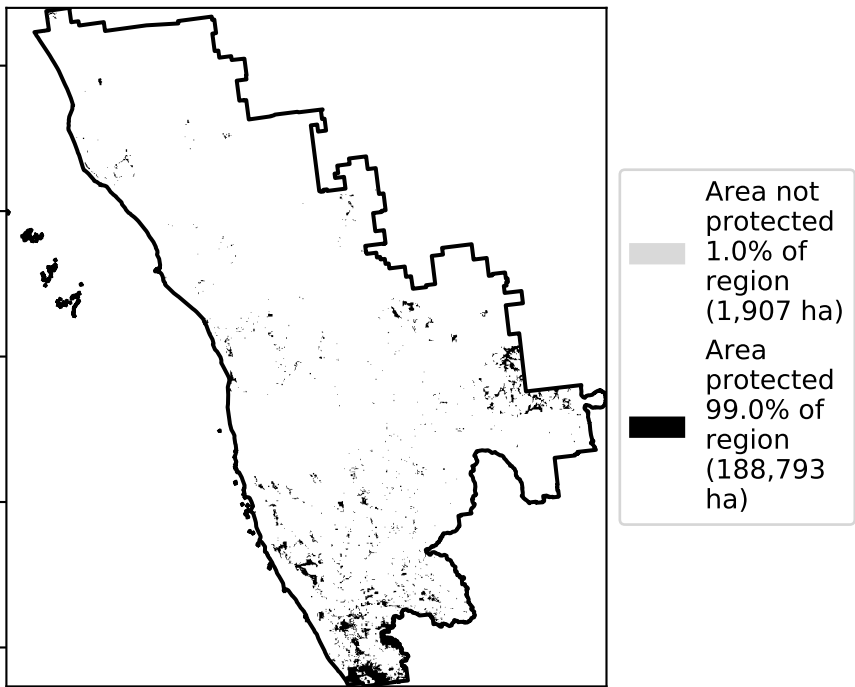 Area not
protected
1.0% of
region
(1,907 ha)
Area
protected
99.0% of
region
(188,793
ha)